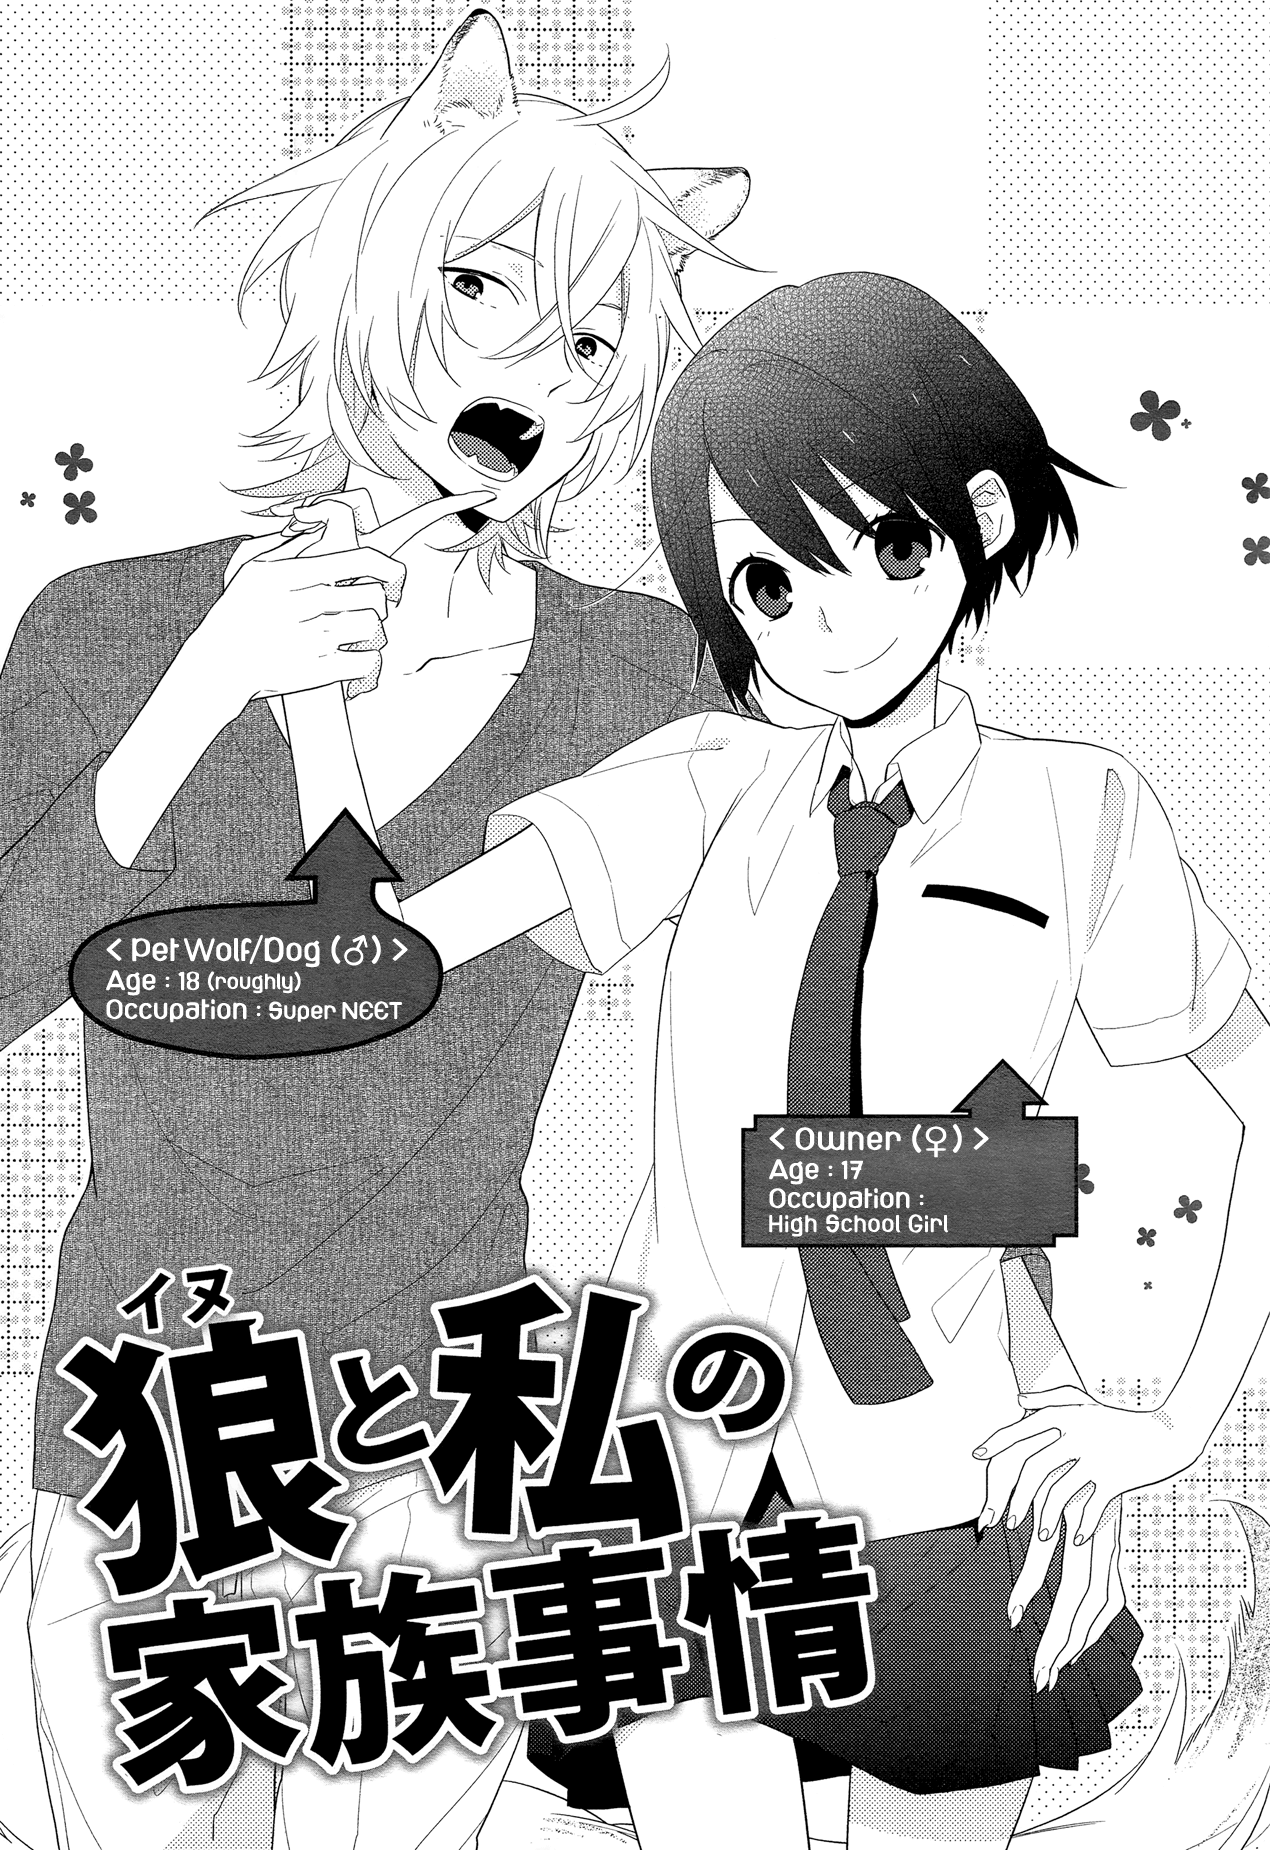 < Pet Wolf/Dog (♂) >
Age : 18 (roughly)
Occupation : Super NEET
< Owner (♀) >
Age : 17
Occupation :
High School Girl
イヌ
狼と私の
家族事情